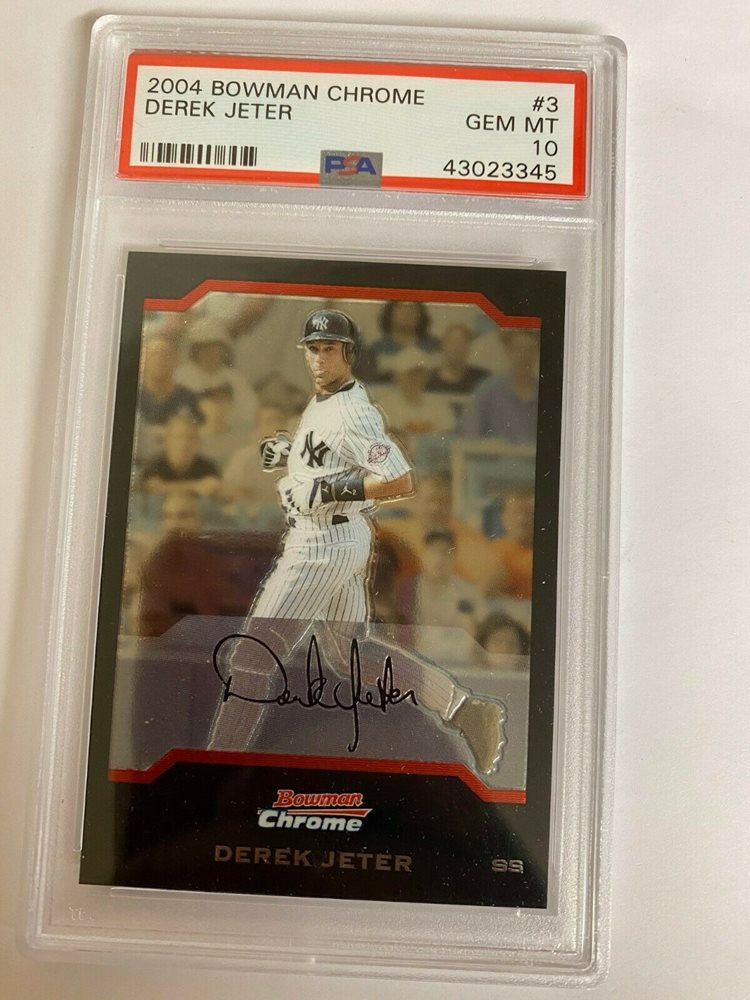 2004 BOWMAN CHROME #3
DEREK JETER GEM MT
10
PSA 43023345
NY
NY
Derek Jeter
Bowman
Chrome
DEREK JETER SS